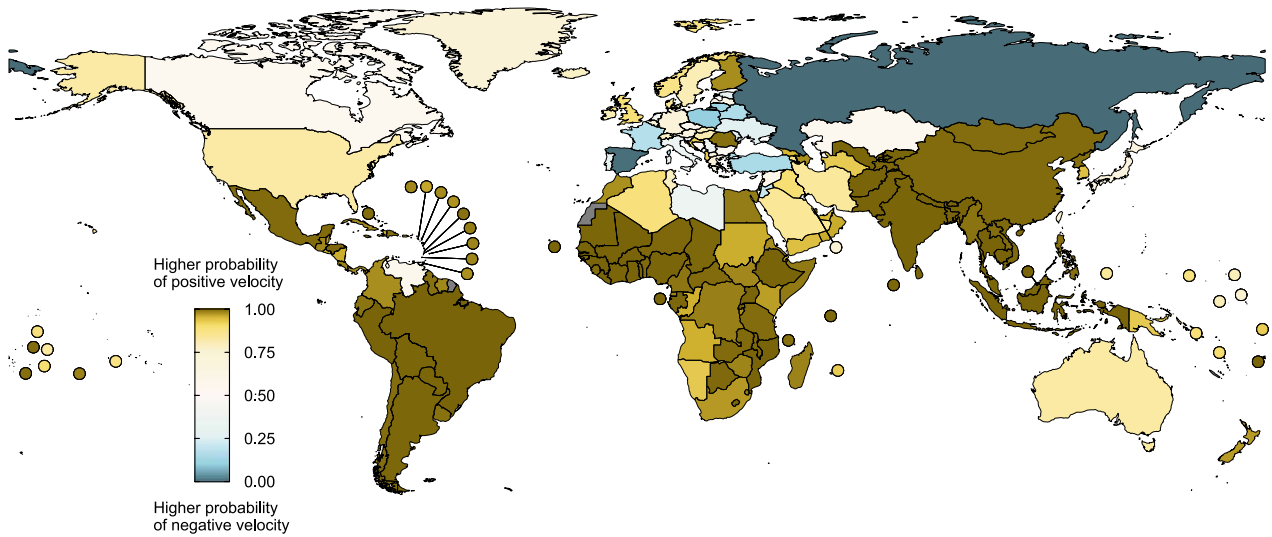 Higher probability
of positive velocity
1.00
0.75
0.50
0.25
0.00
Higher probability
of negative velocity